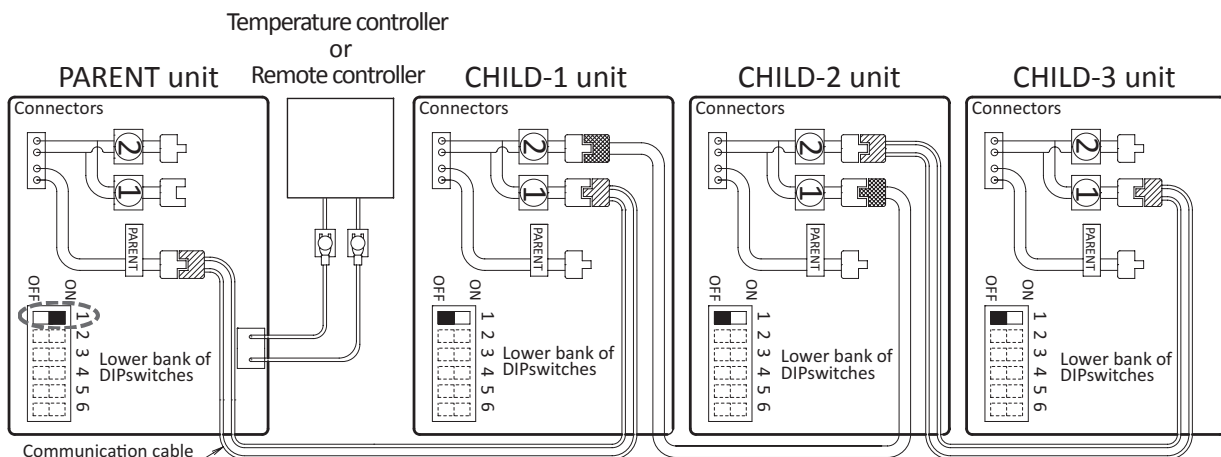 Temperature controller
or
Remote controller
PARENT unit
Connectors
2
1
PARENT
OFF
ON
1
2
3
4
5
6
Lower bank of
DIPswitches
Communication cable
CHILD-1 unit
Connectors
2
1
PARENT
OFF
ON
1
2
3
4
5
6
Lower bank of
DIPswitches
CHILD-2 unit
Connectors
2
1
PARENT
OFF
ON
1
2
3
4
5
6
Lower bank of
DIPswitches
CHILD-3 unit
Connectors
2
1
PARENT
OFF
ON
1
2
3
4
5
6
Lower bank of
DIPswitches